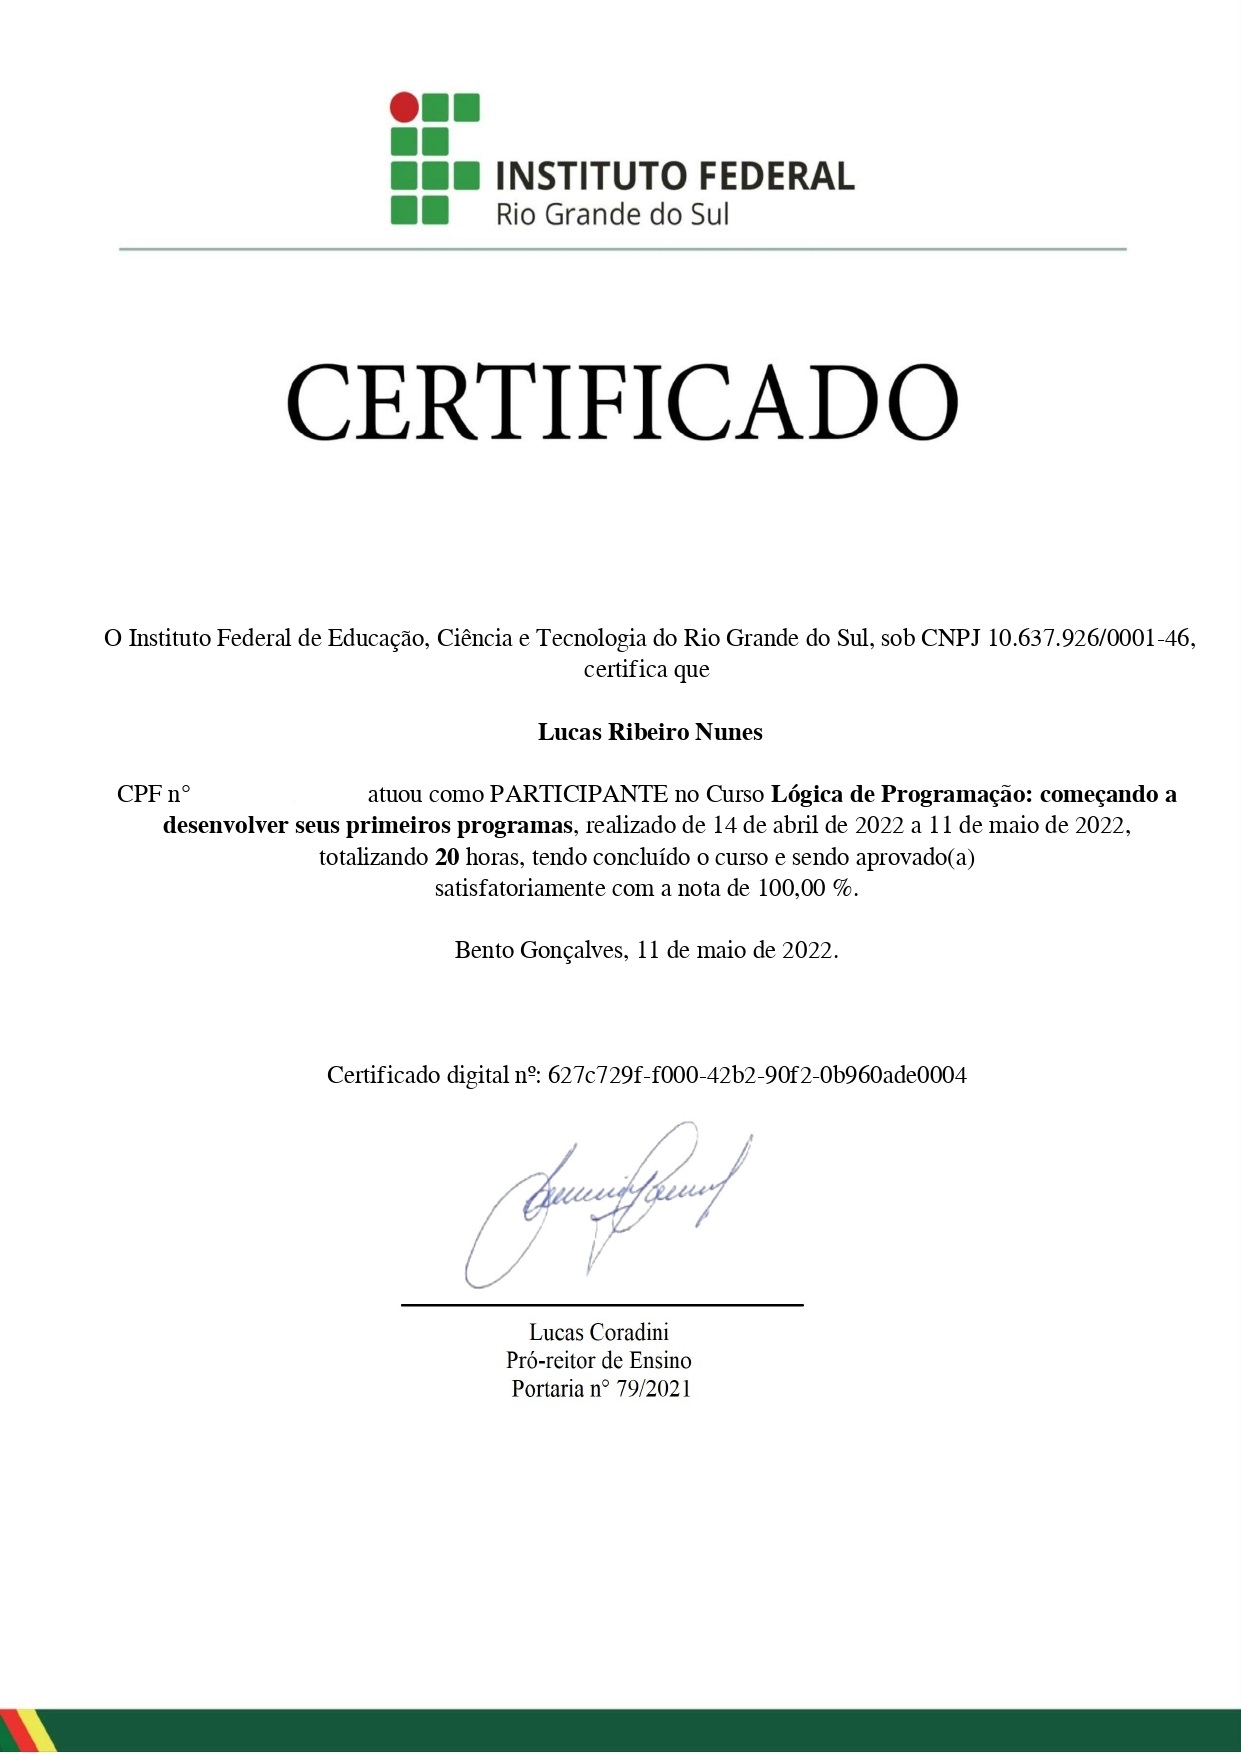 INSTITUTO FEDERAL
Rio Grande do Sul
CERTIFICADO
O Instituto Federal de Educação, Ciência e Tecnologia do Rio Grande do Sul, sob CNPJ 10.637.926/0001-46,
certifica que
Lucas Ribeiro Nunes
CPF n° atuou como PARTICIPANTE no Curso Lógica de Programação: começando a
desenvolver seus primeiros programas, realizado de 14 de abril de 2022 a 11 de maio de 2022,
totalizando 20 horas, tendo concluído o curso e sendo aprovado(a)
satisfatoriamente com a nota de 100,00 %.
Bento Gonçalves, 11 de maio de 2022.
Certificado digital nº: 627c729f-f000-42b2-90f2-0b960ade0004
Lucas Coradini
Pró-reitor de Ensino
Portaria n° 79/2021